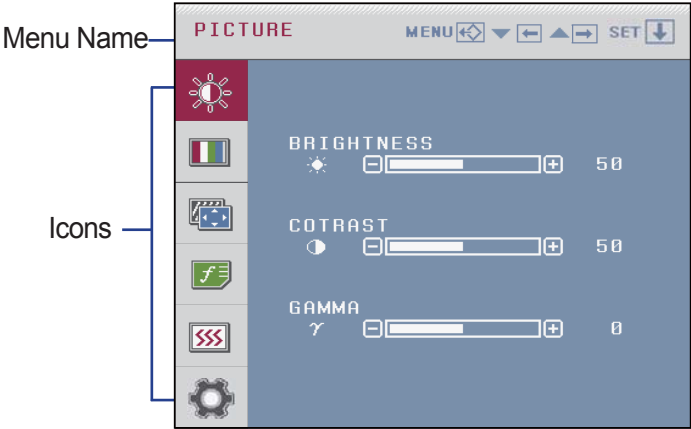 Menu Name
PICTURE MENU SET
BRIGHTNESS
50
COTRAST
50
Icons
GAMMA
γ 0